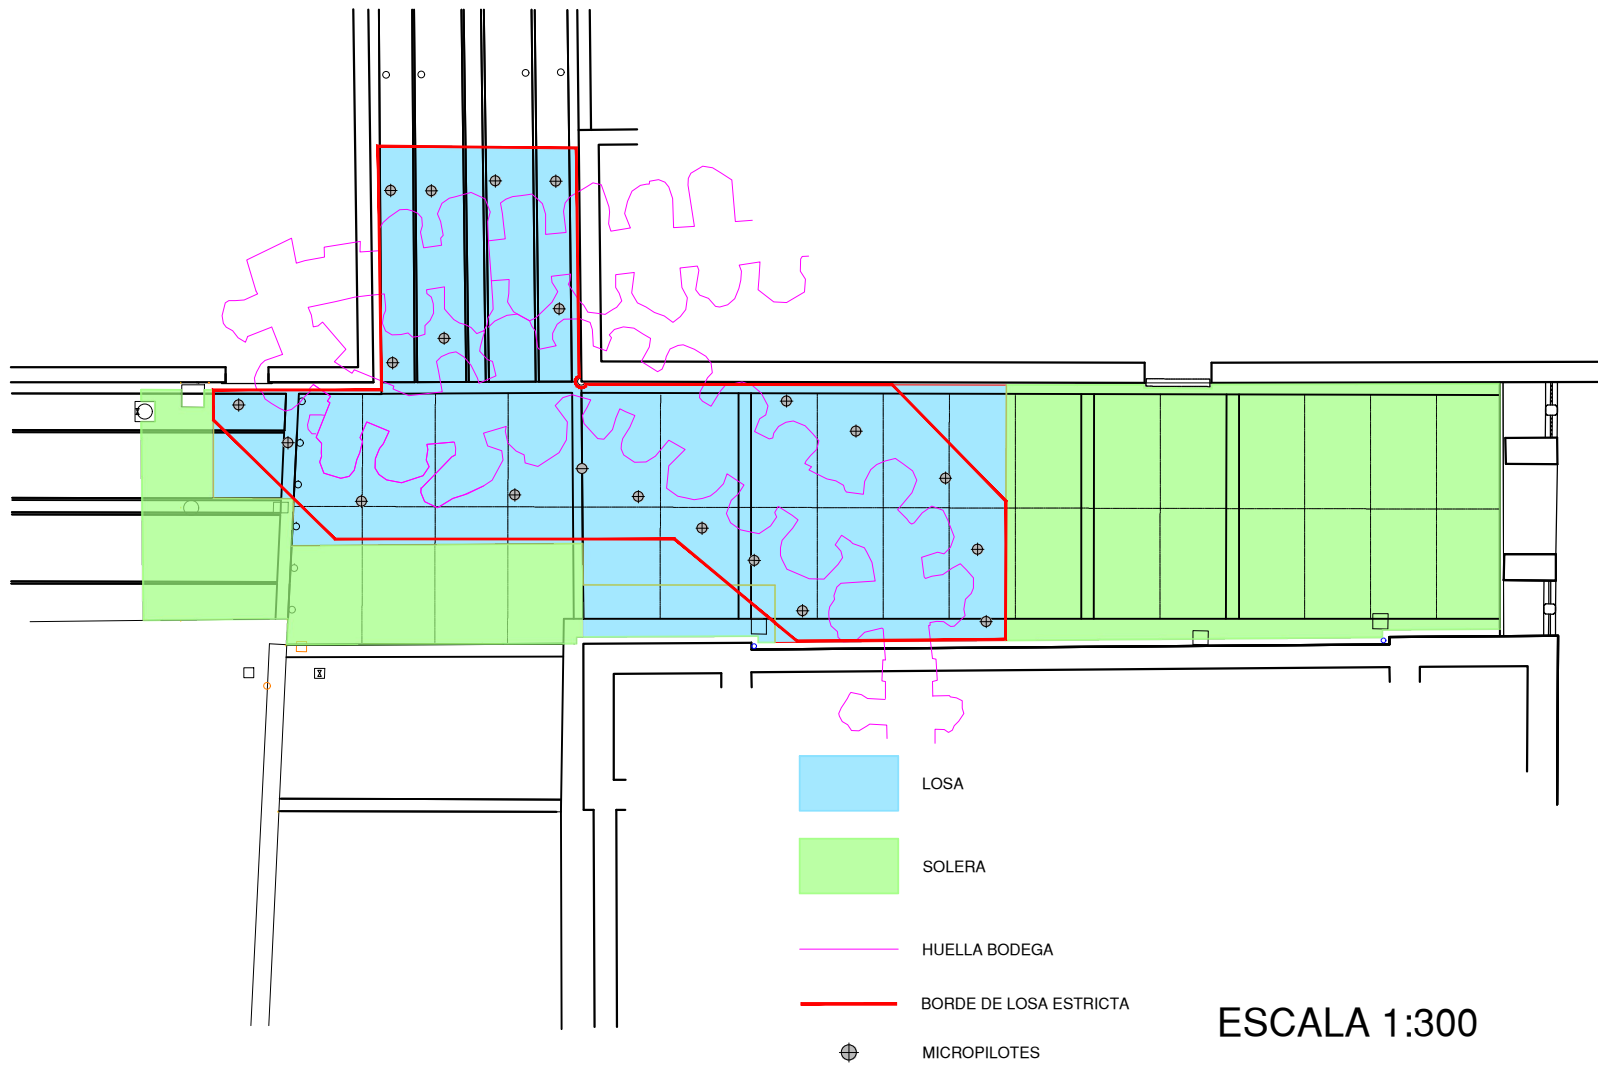 LOSA
SOLERA
HUELLA BODEGA
BORDE DE LOSA ESTRICTA
MICROPILOTES
ESCALA 1:300